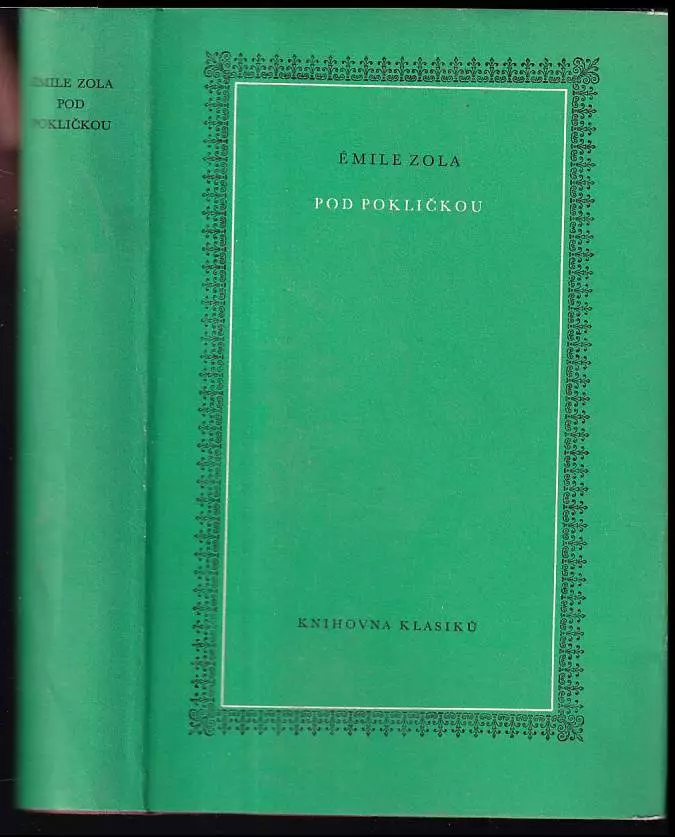 ÉMILE ZOLA
POD
POKLIČKOU
ÉMILE ZOLA
POD POKLIČKOU
KNIHOVNA KLASIKŮ